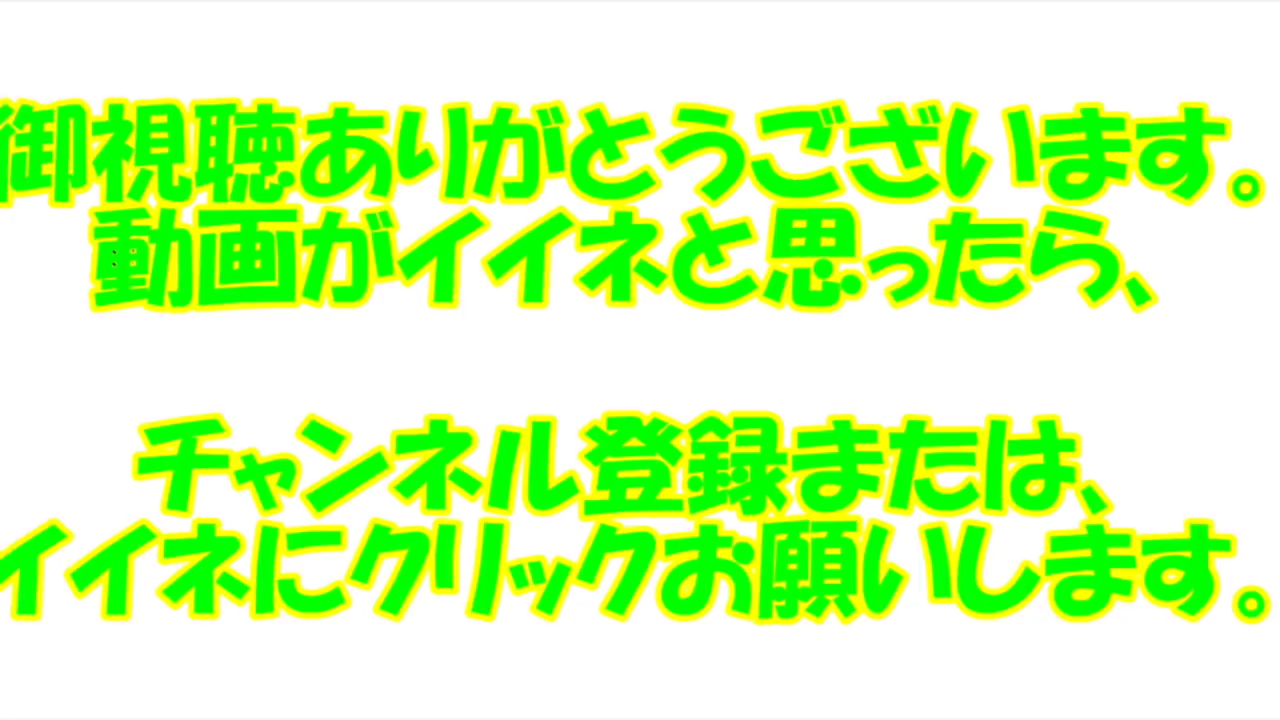 御視聴ありがとうございます。
動画がイイネと思ったら、
チャンネル登録または、
イイネにクリックお願いします。